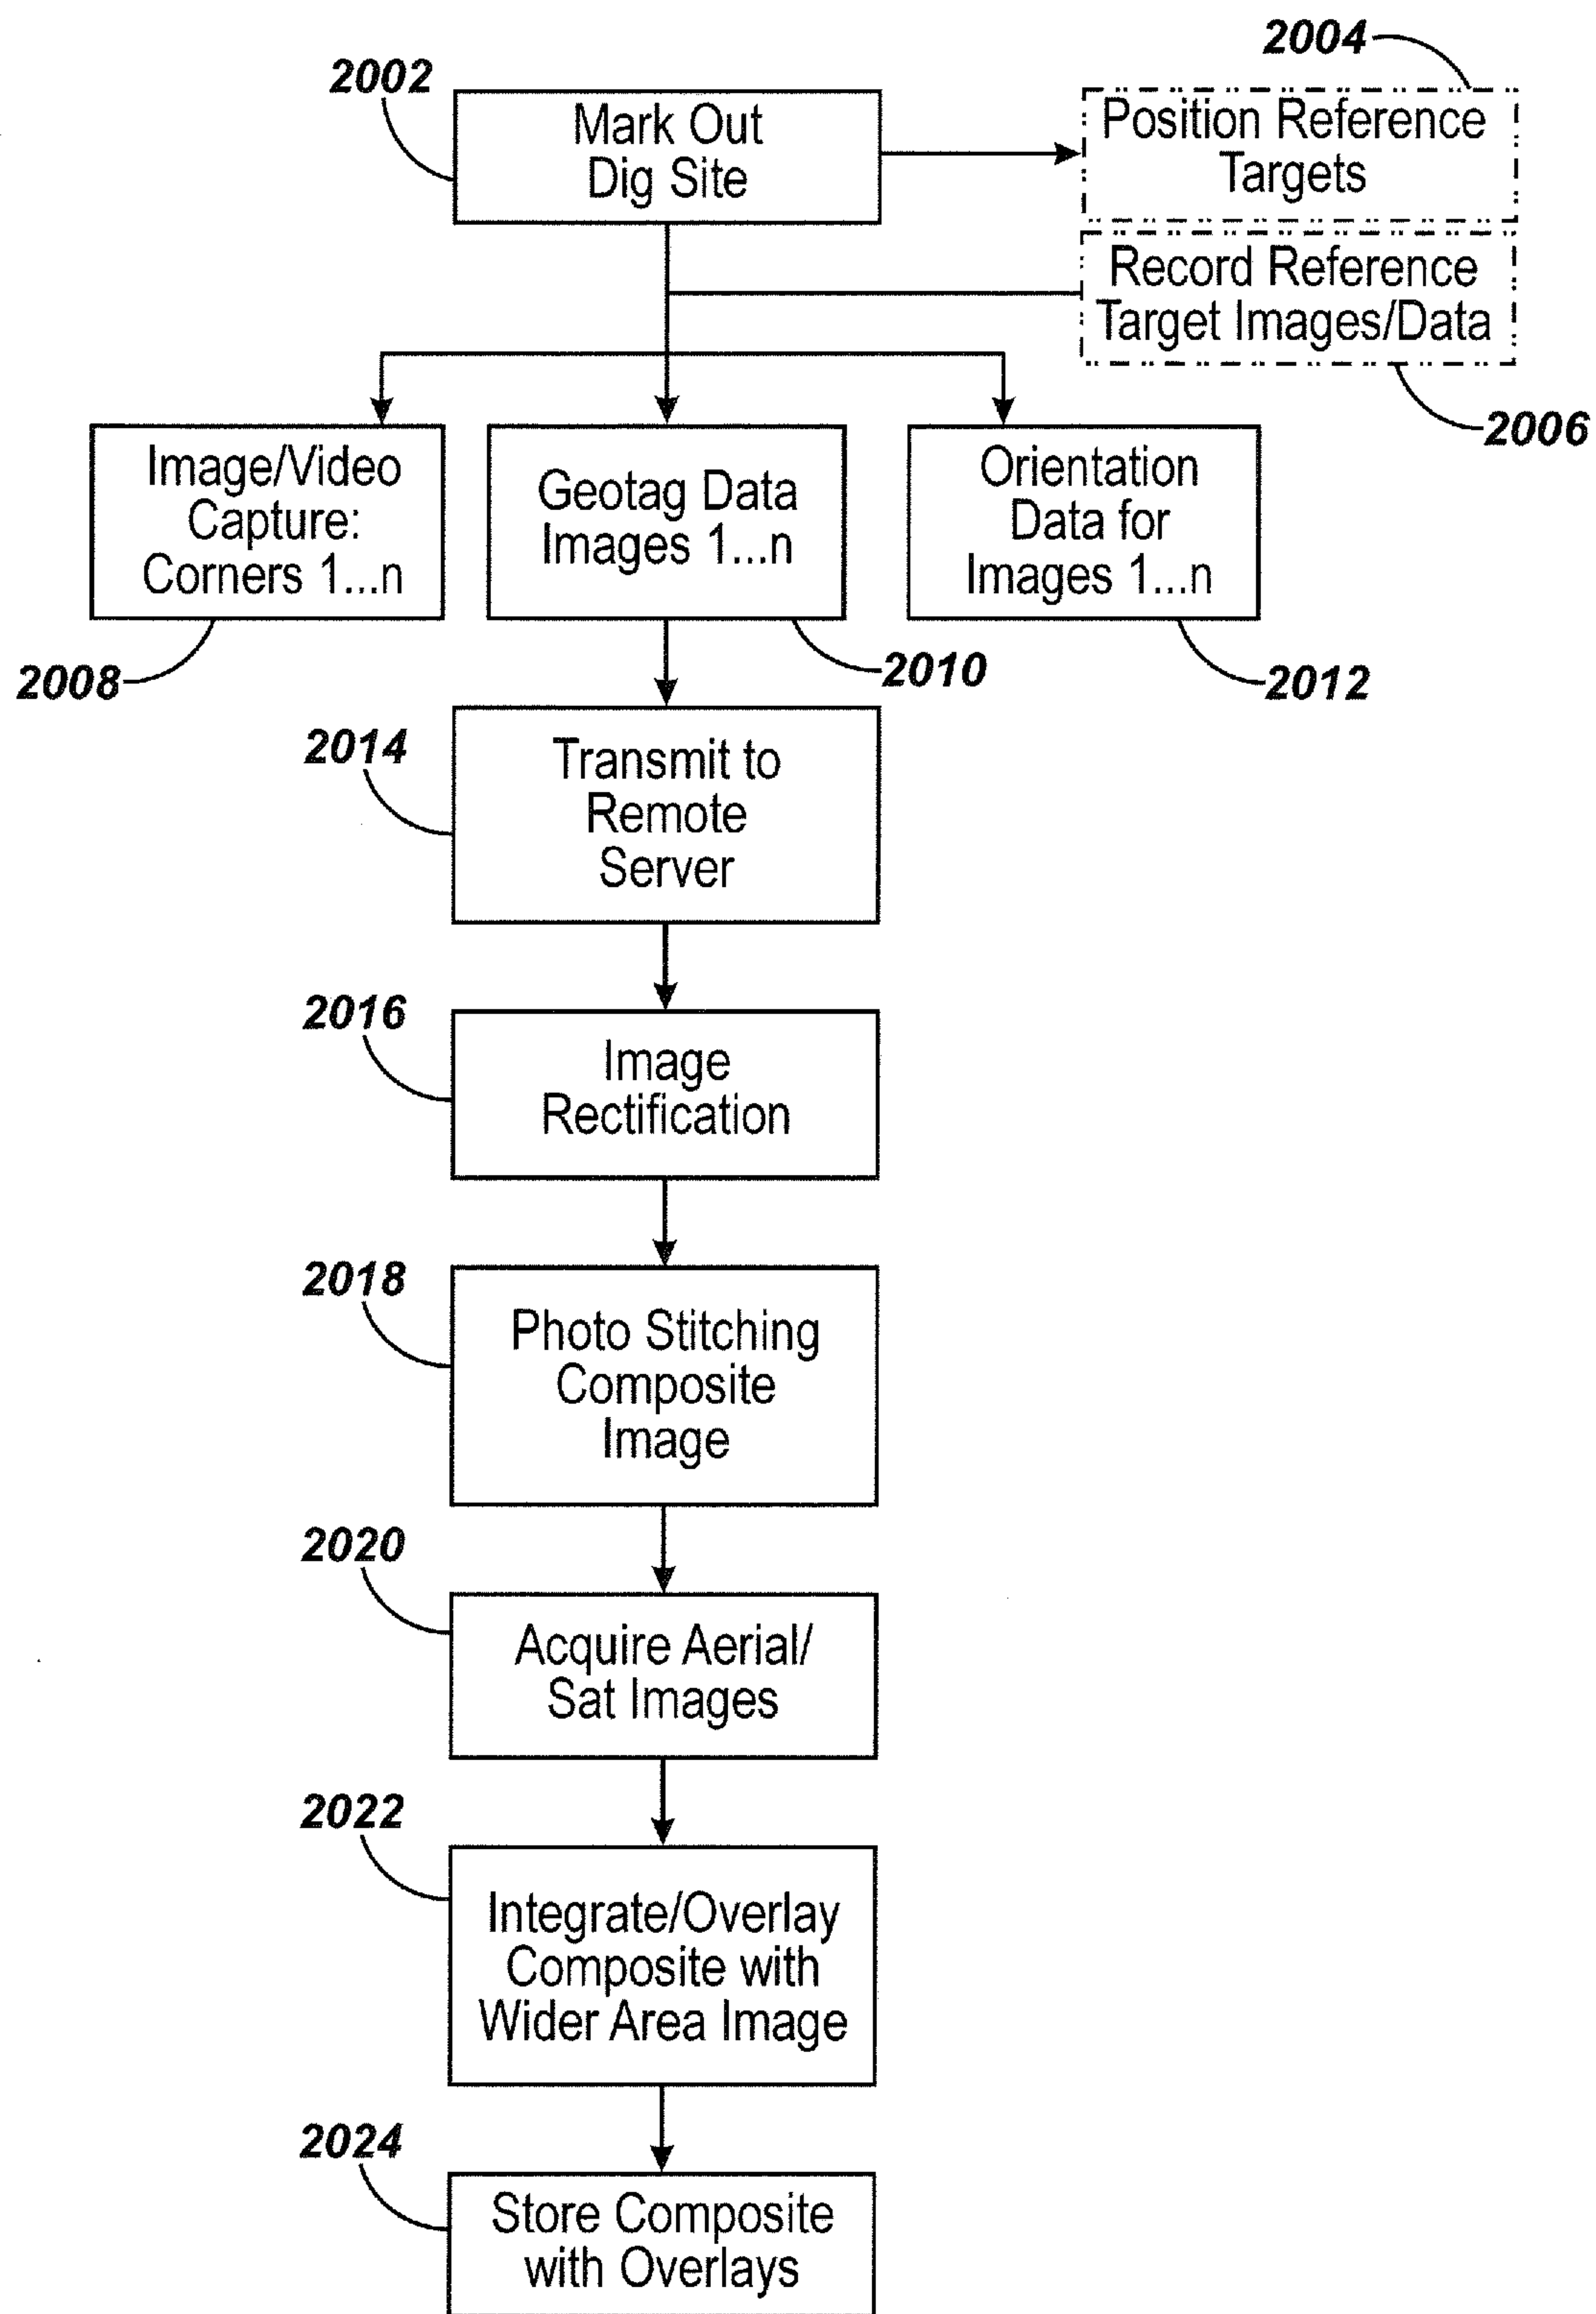 2004
2002
Mark Out
Dig Site
Position Reference
Targets
Record Reference
Target Images/Data
2006
Image/Video
Capture:
Corners 1...n
Geotag Data
Images 1...n
Orientation
Data for
Images 1...n
2008
2010
2012
2014
Transmit to
Remote
Server
2016
Image
Rectification
2018
Photo Stitching
Composite
Image
2020
Acquire Aerial/
Sat Images
2022
Integrate/Overlay
Composite with
Wider Area Image
2024
Store Composite
with Overlays